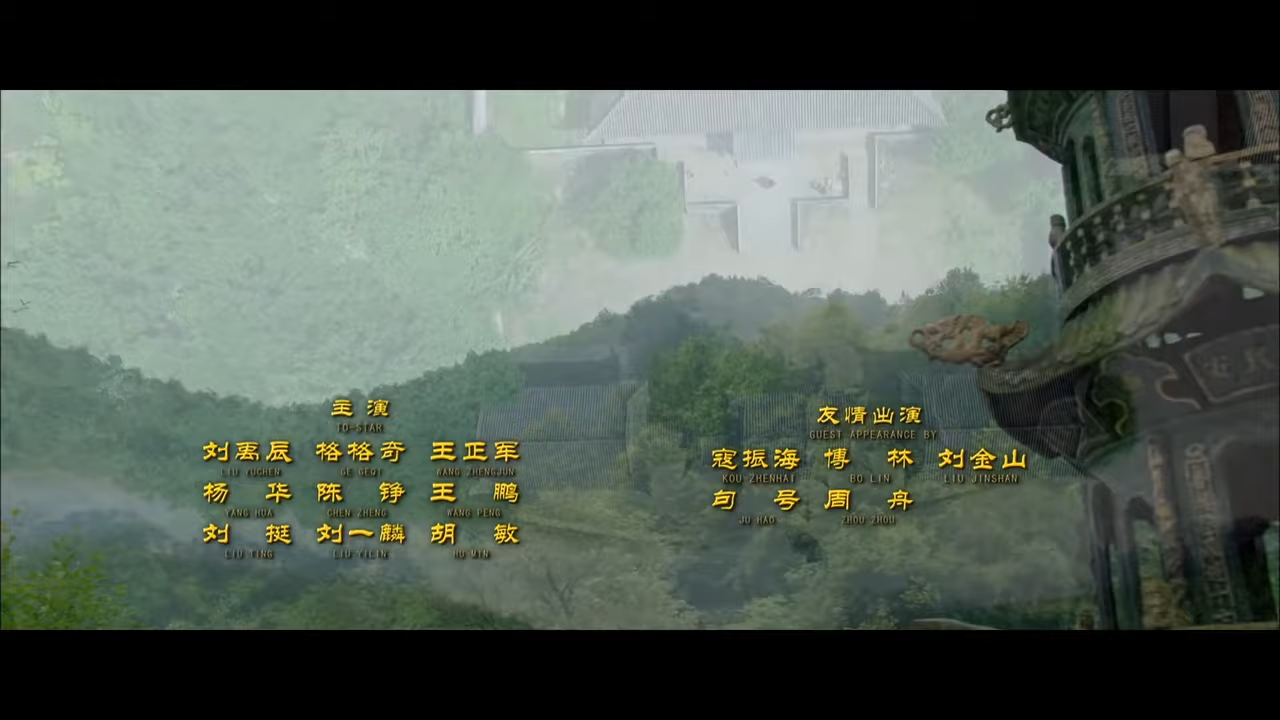 主演
TO-STAR
刘禹辰 格格奇 王正军
LIU YUCHEN GE GEQI WANG ZHENGJUN
杨华 陈铮 王鹏
YANG HUA CHEN ZHENG WANG PENG
刘挺 刘一麟 胡敏
LIU TING LIU YILIN HU MIN
友情出演
GUEST APPEARANCE BY
寇振海 博林 刘金山
KOU ZHENHAI BO LIN LIU JINSHAN
句号 周舟
JU HAO ZHOU ZHOU